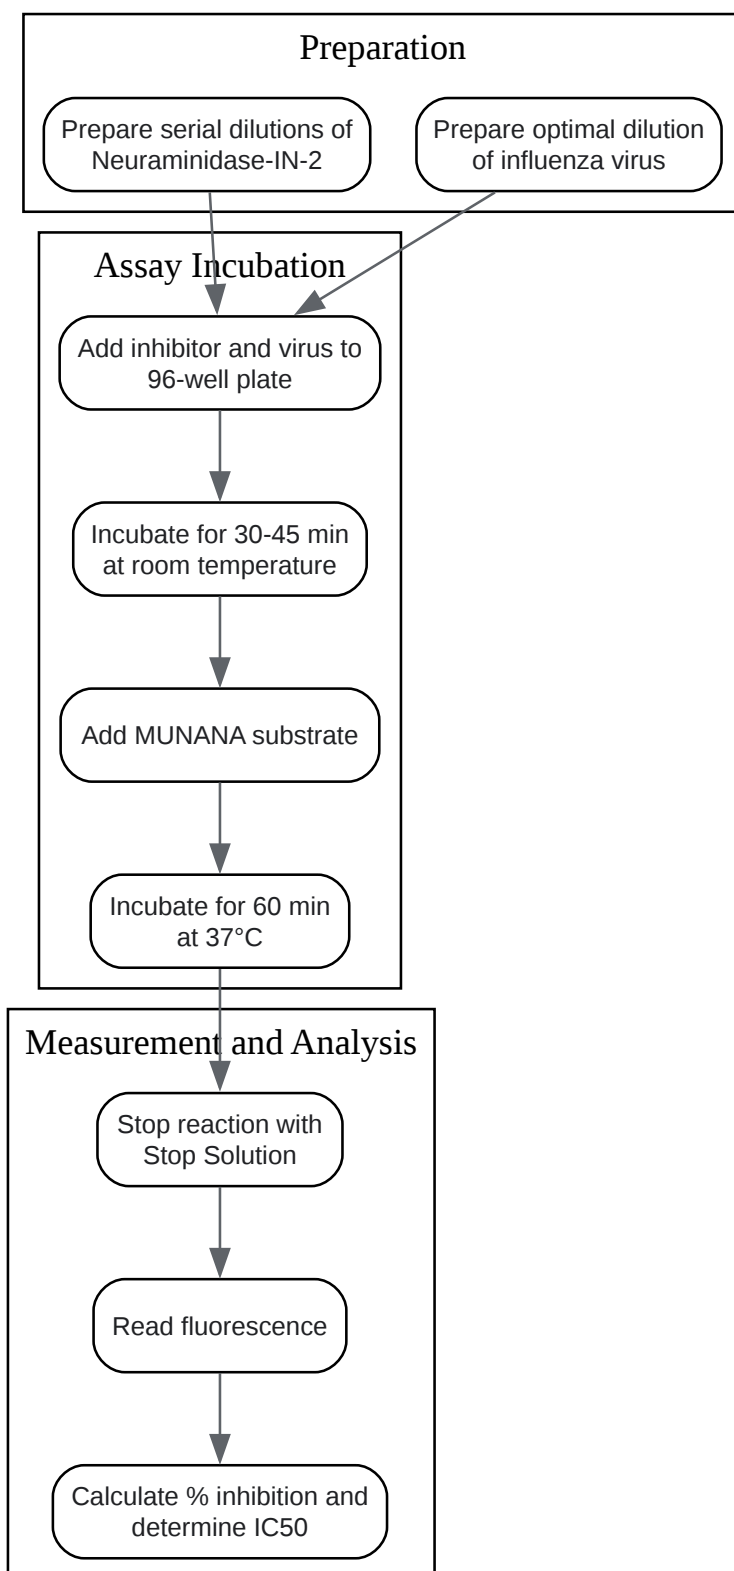 Preparation
Prepare serial dilutions of
Neuraminidase-IN-2
Prepare optimal dilution
of influenza virus
Assay Incubation
Add inhibitor and virus to
96-well plate
Incubate for 30-45 min
at room temperature
Add MUNANA substrate
Incubate for 60 min
at 37°C
Measurement and Analysis
Stop reaction with
Stop Solution
Read fluorescence
Calculate % inhibition and
determine IC50